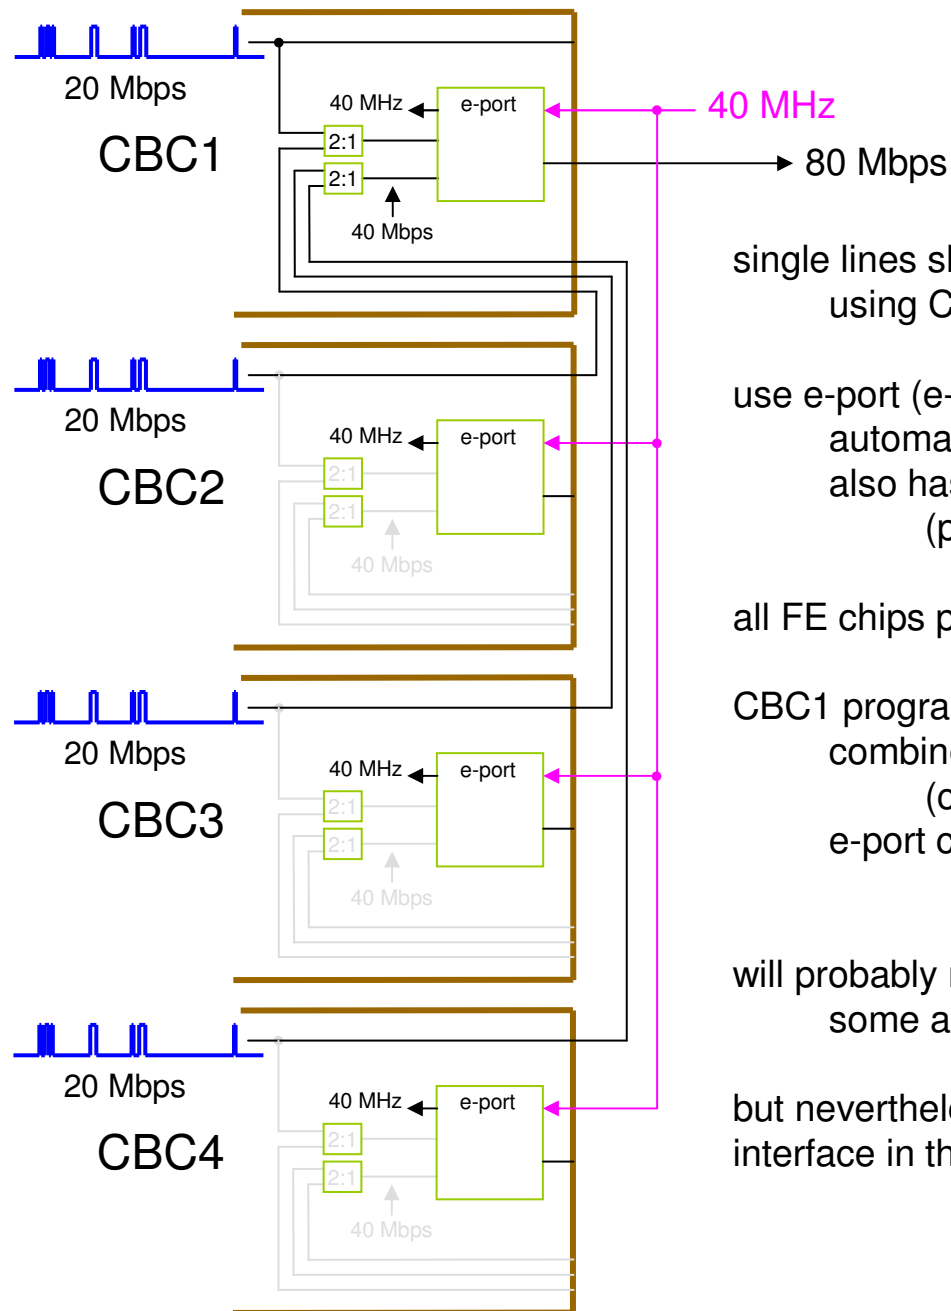 20 Mbps
CBC1
40 MHz
e-port
2:1
2:1
40 Mbps
40 MHz
80 Mbps
single lines sl
using C
20 Mbps
CBC2
40 MHz
e-port
2:1
2:1
40 Mbps
use e-port (e-
automa
also has
(p
all FE chips p
20 Mbps
CBC3
40 MHz
e-port
2:1
2:1
40 Mbps
CBC1 progra
combine
(c
e-port c
will probably r
some a
20 Mbps
CBC4
40 MHz
e-port
2:1
2:1
40 Mbps
but neverthele
interface in th